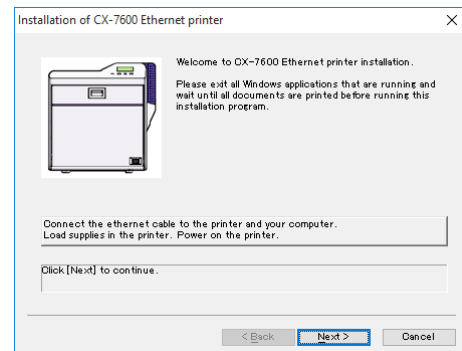 Installation of CX-7600 Ethernet printer
Welcome to CX-7600 Ethernet printer installation.
Please exit all Windows applications that are running and
wait until all documents are printed before running this
installation program.
Connect the ethernet cable to the printer and your computer.
Load supplies in the printer. Power on the printer.
Click [Next] to continue.
< Back
Next >
Cancel